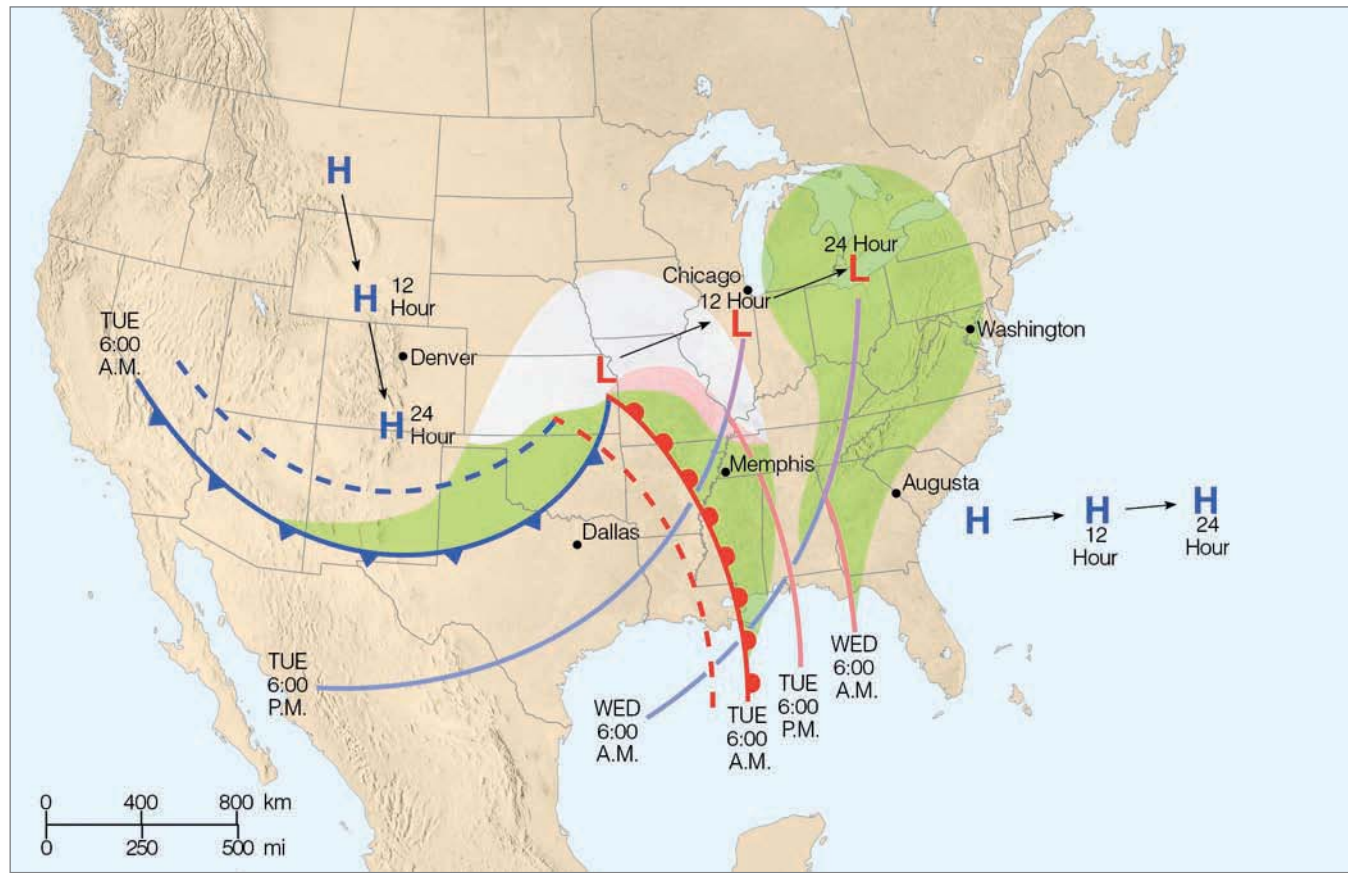 H
H
12
Hour
TUE
6:00
A.M.
Denver
H
24
Hour
L
Chicago
12 Hour
L
24 Hour
L
Washington
Memphis
Augusta
Dallas
H
H
12
Hour
H
24
Hour
TUE
6:00
P.M.
WED
6:00
A.M.
TUE
6:00
A.M.
TUE
6:00
P.M.
WED
6:00
A.M.
0 400 800 km
0 250 500 mi